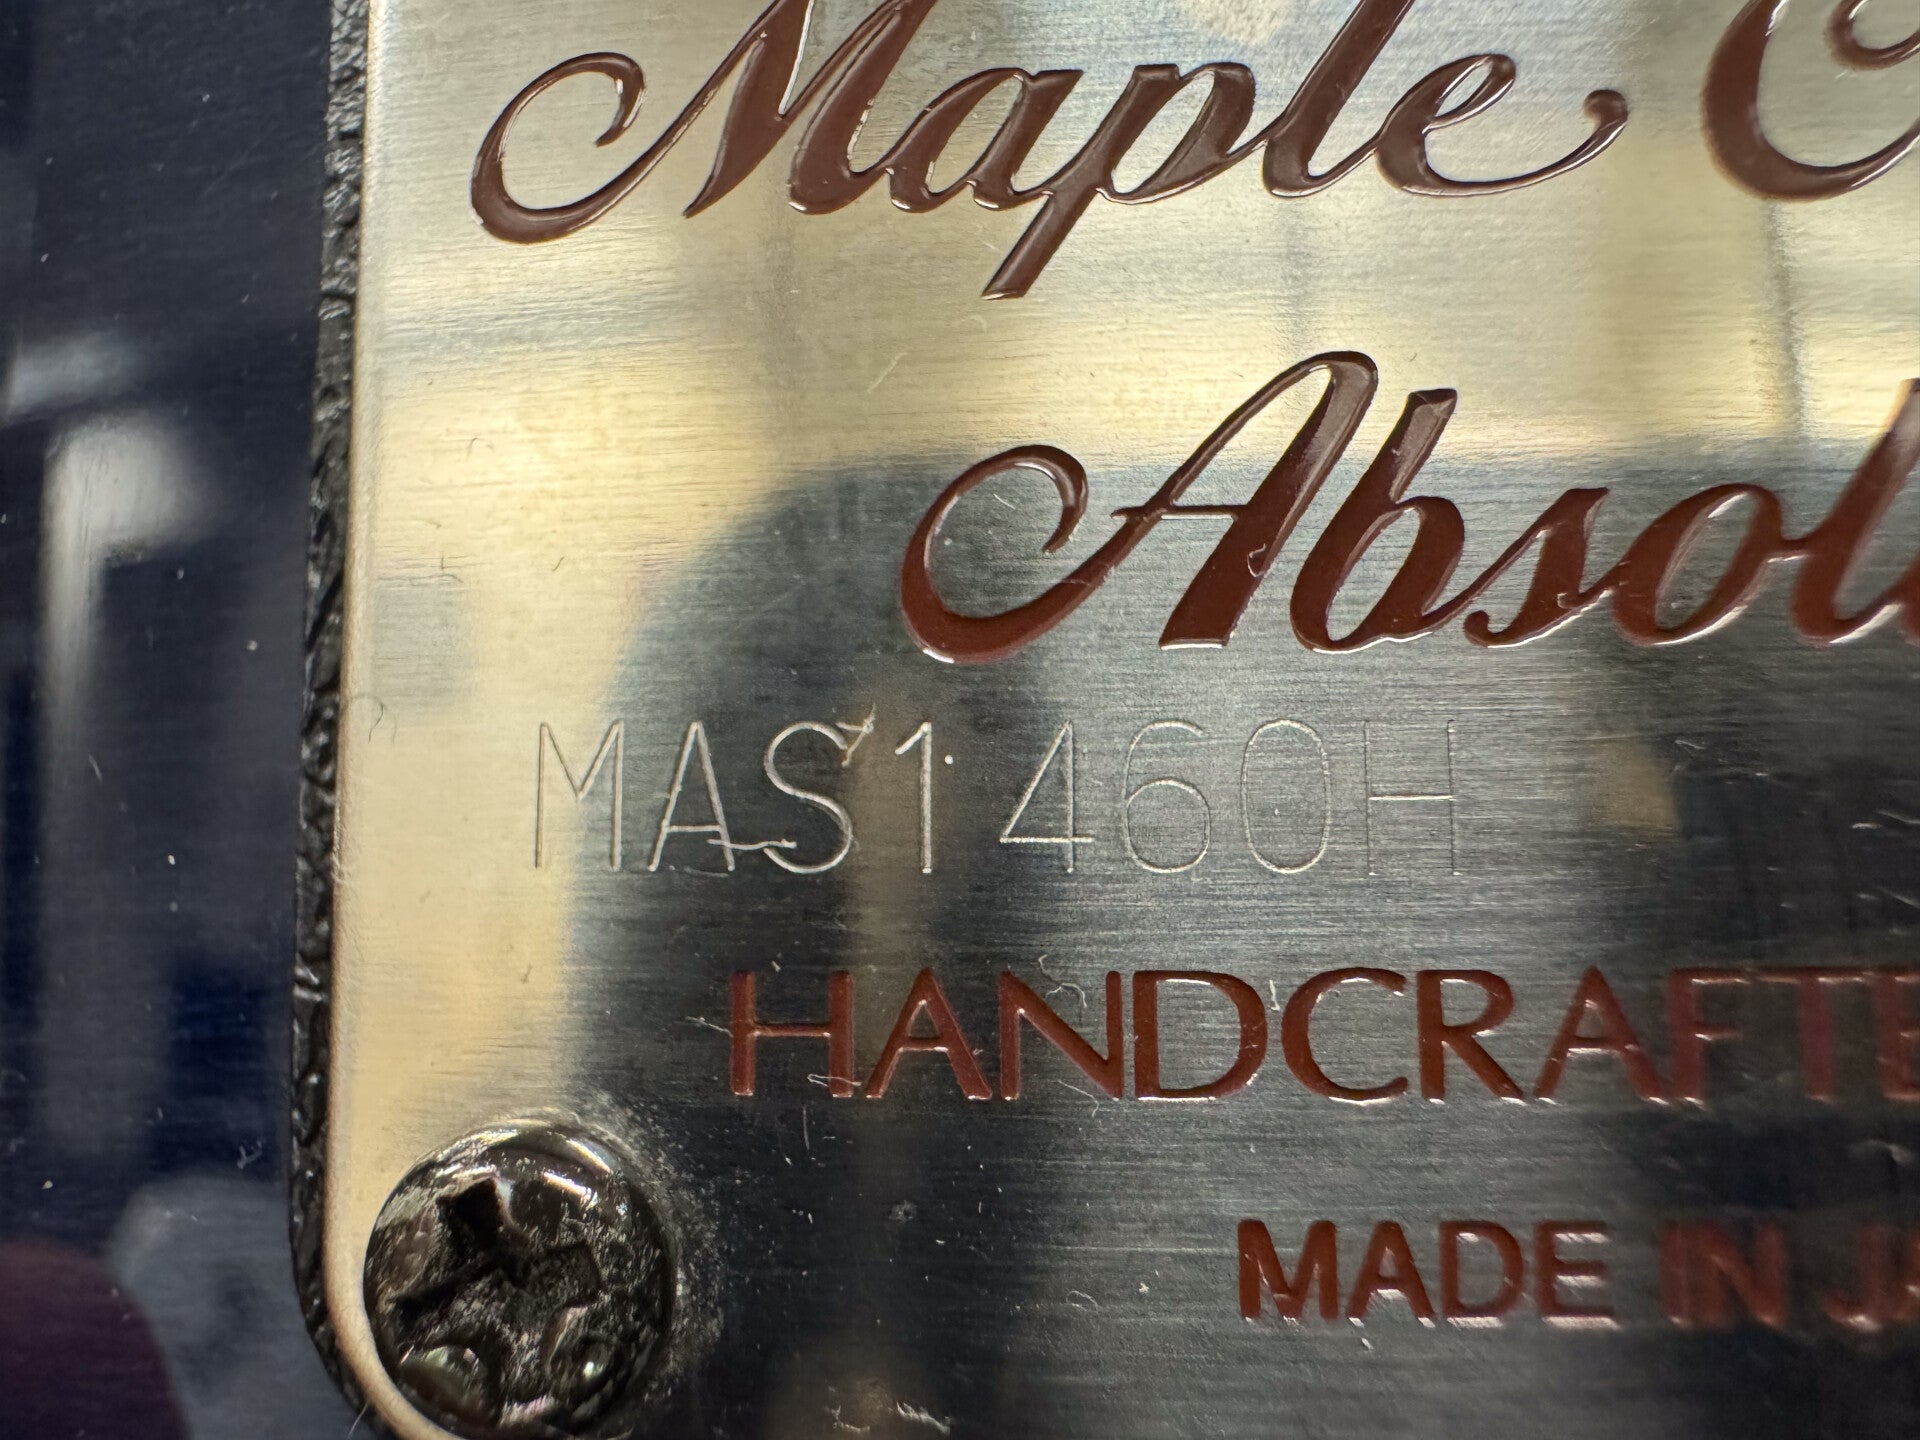 Maple C
Absol
MAS1460H
HANDCRAFTE
MADE IN JA